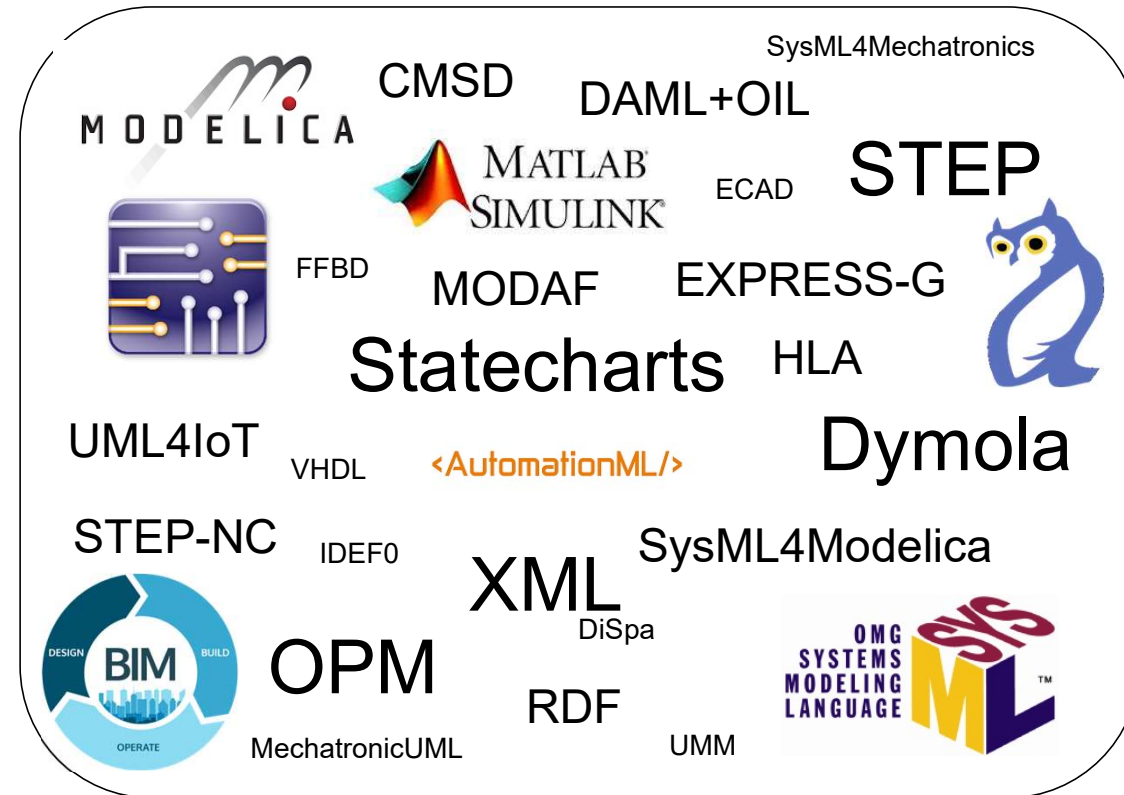 SysML4Mechatronics
CMSD
DAML+OIL
MODELICA
MATLAB
SIMULINK
ECAD
STEP
FFBD
MODAF
EXPRESS-G
Statecharts
HLA
UML4IoT
VHDL
<AutomationML/>
Dymola
STEP-NC
IDEF0
XML
SysML4Modelica
DiSpa
DESIGN
BIM
BUILD
OPERATE
OPM
RDF
OMG
SYSTEMS
MODELING
LANGUAGE
SYS
ML
TM
MechatronicUML
UMM